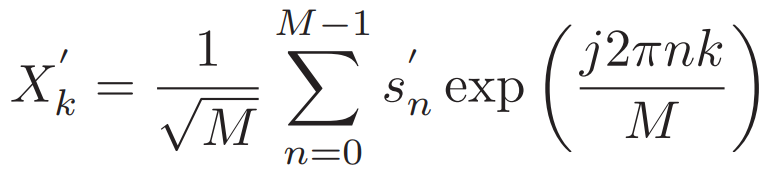 X'_k = \frac{1}{\sqrt{M}} \sum_{n=0}^{M-1} s'_n \exp\left(\frac{j2\pi nk}{M}\right)